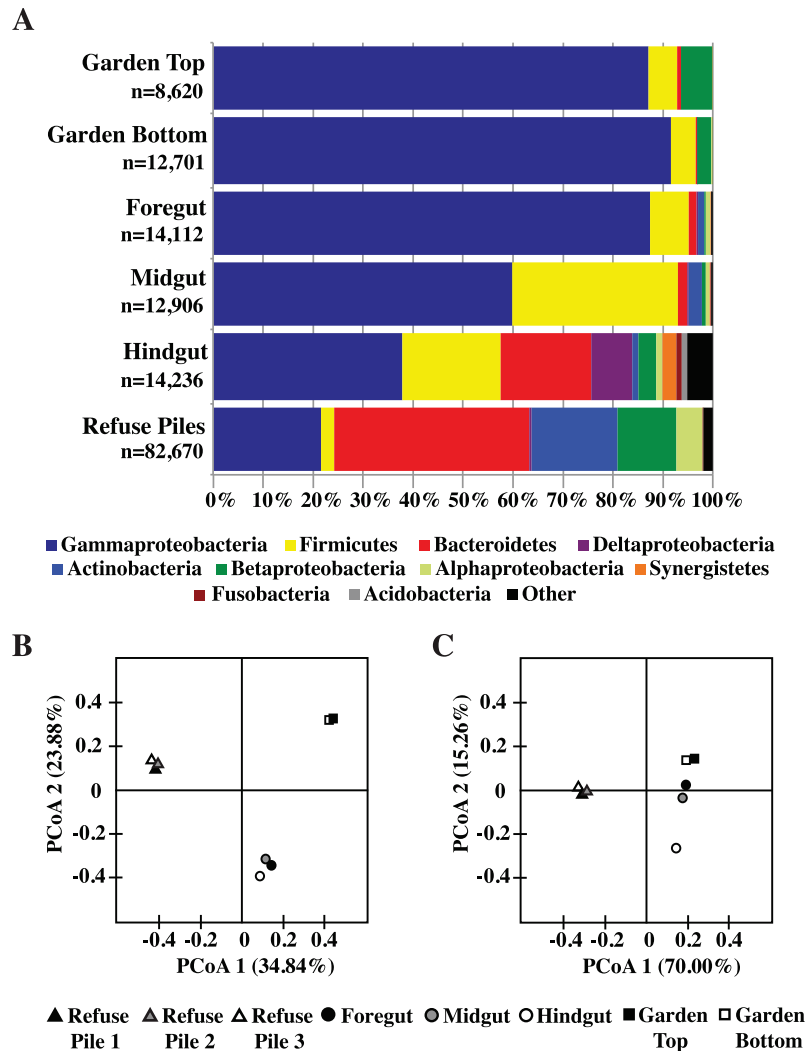 A
Garden Top
n=8,620
Garden Bottom
n=12,701
Foregut
n=14,112
Midgut
n=12,906
Hindgut
n=14,236
Refuse Piles
n=82,670
0% 10% 20% 30% 40% 50% 60% 70% 80% 90% 100%
Gammaproteobacteria Firmicutes Bacteroidetes Deltaproteobacteria
Actinobacteria Betaproteobacteria Alphaproteobacteria Synergistetes
Fusobacteria Acidobacteria Other
B
PCoA 2 (23.88%)
0.4
0.2
0
-0.2
-0.4
-0.4 -0.2 0 0.2 0.4
PCoA 1 (34.84%)
C
PCoA 2 (15.26%)
0.4
0.2
0
-0.2
-0.4
-0.4 -0.2 0 0.2 0.4
PCoA 1 (70.00%)
Refuse Pile 1
Refuse Pile 2
Refuse Pile 3
Foregut
Midgut
Hindgut
Garden Top
Garden Bottom